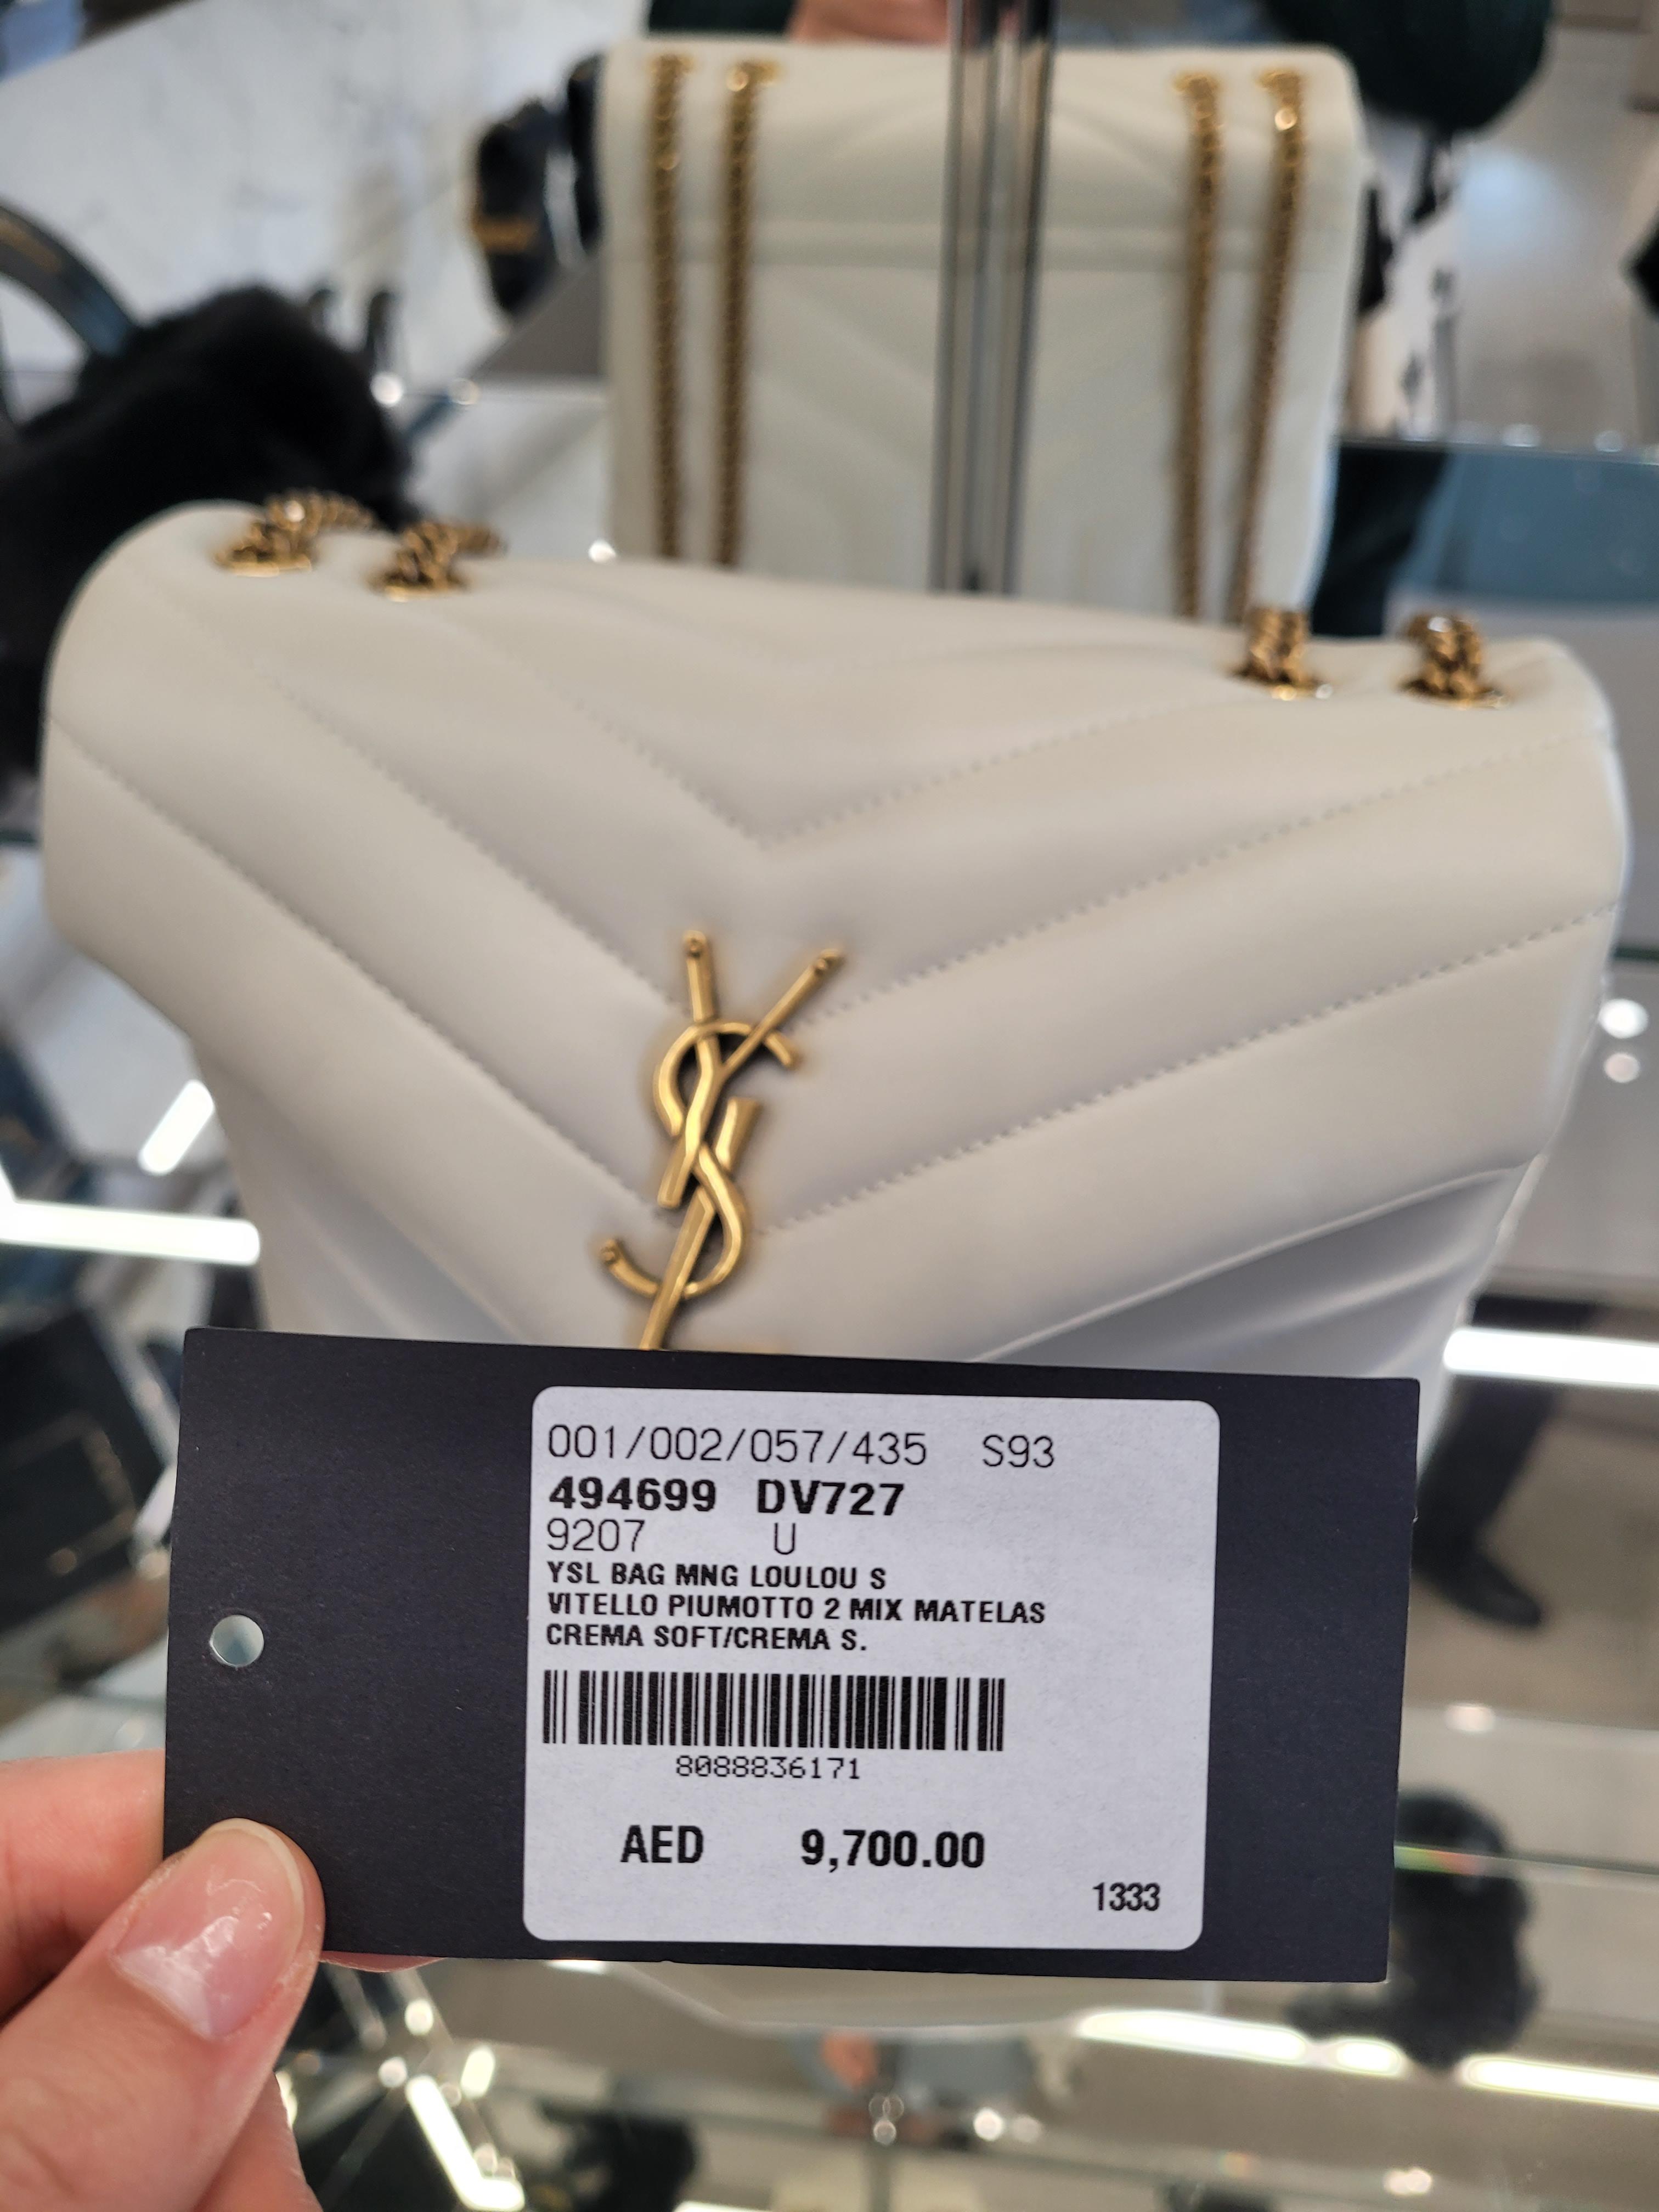 YSL
001/002/057/435 S93
494699 DV727
9207 U
YSL BAG MNG LOULOU S
VITELLO PIUMOTTO 2 MIX MATELAS
CREMA SOFT/CREMA S.
8088836171
AED 9,700.00
1333